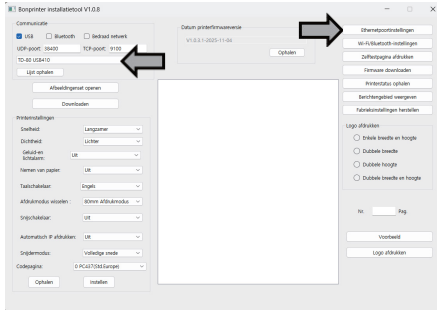 Bonprinter installatietool V1.0.8
Communicatie
USB
Bluetooth
Bedraad netwerk
UDP-poort: 38400 TCP-poort: 9100
TD-80 USB410
Lijst ophalen
Afbeeldingenset openen
Downloaden
Printerinstellingen
Snelheid: Langzamer
Dichtheid: Lichter
Geluid-en lichtalarm: Uit
Nemen van papier: Uit
Taalschakelaar: Engels
Afdrukmodus wisselen : 80mm Afdrukmodus
Snijschakelaar: Uit
Automatisch IP afdrukken: Uit
Snijdermodus : Volledige snede
Codepagina: 0 PC437(Std.Europe)
Ophalen
Instellen
Datum printerfirmwareversie
V1.0.3.1-2025-11-04
Ophalen
Ethernetpoortinstellingen
Wi-Fi/Bluetooth-instellingen
Zelftestpagina afdrukken
Firmware downloaden
Printerstatus ophalen
Berichtengebied weergaven
Fabrieksinstellingen herstellen
Logo afdrukken
Enkele breedte en hoogte
Dubbele breedte
Dubbele hoogte
Dubbele breedte en hoogte
Nr. Pag.
Voorbeeld
Logo afdrukken